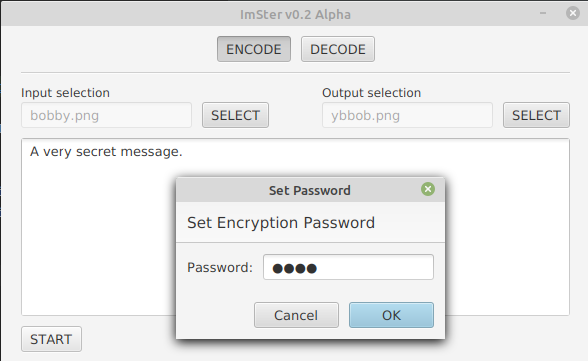 ImSter v0.2 Alpha
ENCODE DECODE
Input selection Output selection
bobby.png SELECT ybbob.png SELECT
A very secret message.
Set Password
Set Encryption Password
Password: ●●●●
Cancel OK
START